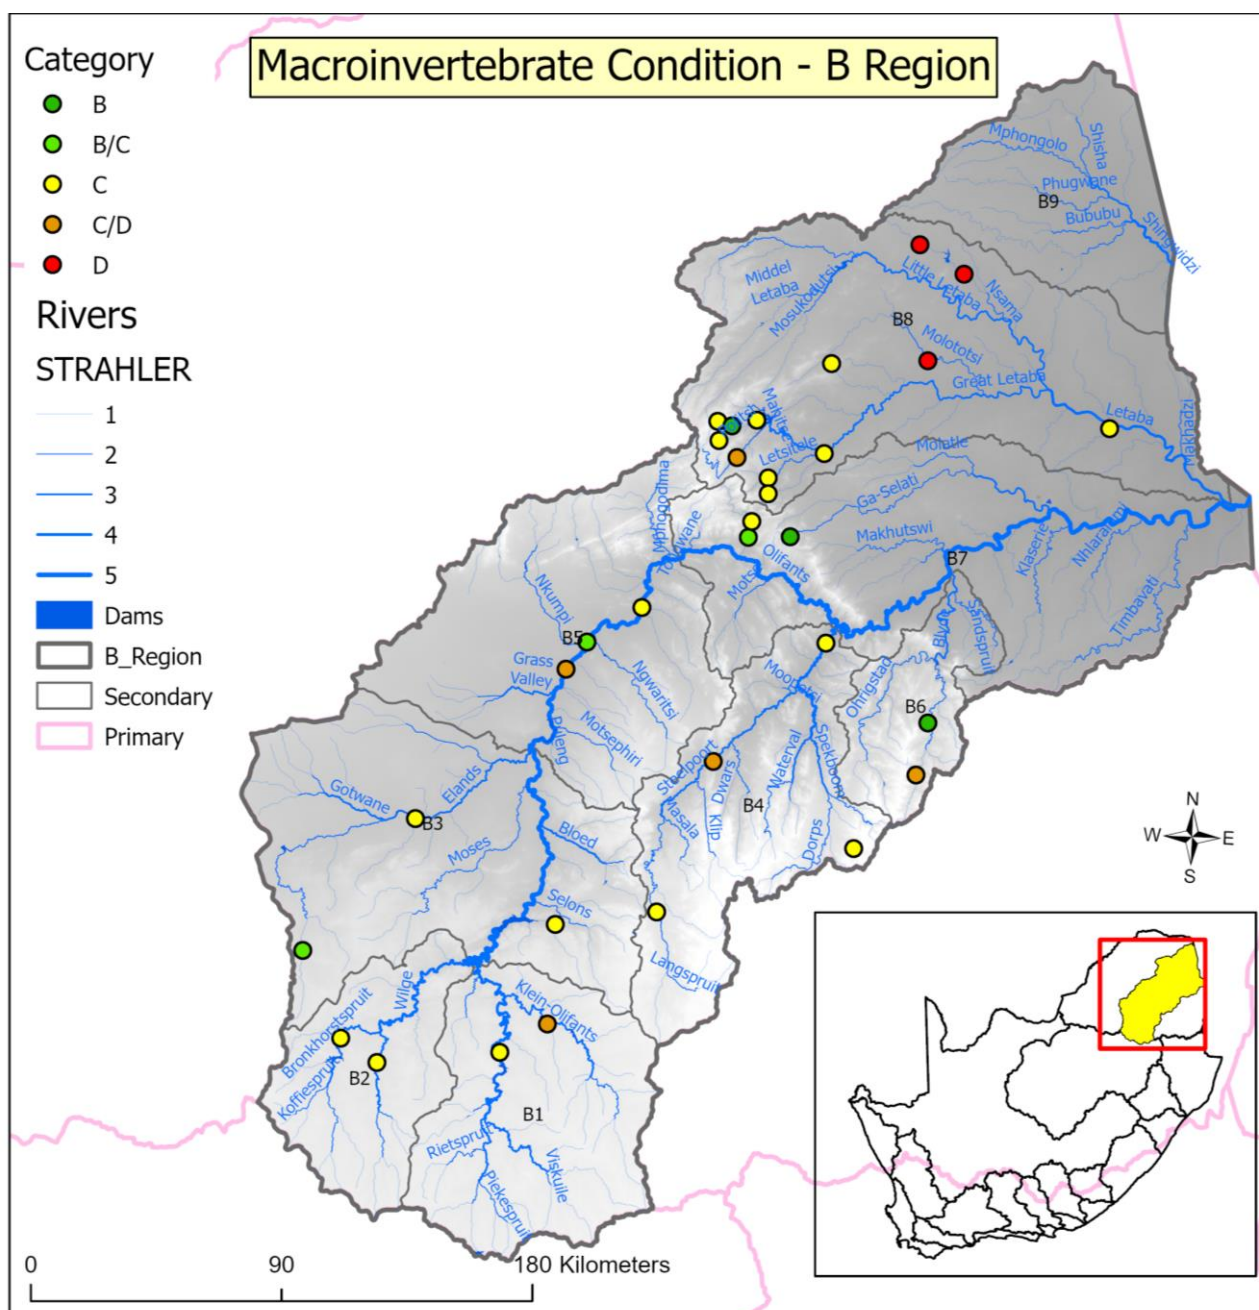 Macroinvertebrate Condition - B Region
Category
B
B/C
C
C/D
D
Rivers
STRAHLER
1
2
3
4
5
Dams
B_Region
Secondary
Primary
Mphongolo
Shisha
Phugwane
B9
Bububu
Shingwidzi
Middel
Letaba
Mosukodutsi
Little Letaba
Nsama
B8
Molototsi
Great Letaba
Letaba
Makhadzi
Letsitele
Molatle
Ga-Selati
Mphogodima
Makhutswi
Olifants
B7
Klaserie
Nhlaralumi
Timbavati
Nkumpi
B5
Grass
Valley
Ngwaritsi
Puleng
Motsephiri
Blyde
Sandspruit
Ohrigstad
B6
Steelpoort
Dwars
Waterval
Spekboom
Masala
Klip
B4
Dorps
Gotwane
Elands
B3
Moses
Bloed
Selons
Langspruit
Wilge
Klein-Olifants
Bronkhorstspruit
Koffiespruit
B2
B1
Rietspruit
Viskuile
Piekespruit
N
W
E
S
0
90
180 Kilometers